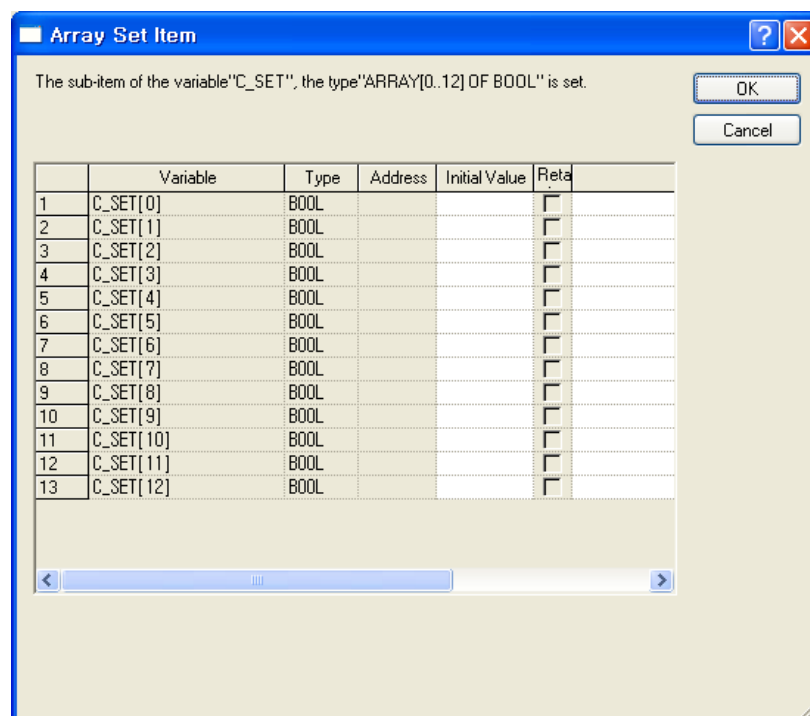 Array Set Item
The sub-item of the variable"C_SET", the type"ARRAY[0..12] OF BOOL" is set.
OK
Cancel
Variable Type Address Initial Value Reta
1 C_SET[0] BOOL
2 C_SET[1] BOOL
3 C_SET[2] BOOL
4 C_SET[3] BOOL
5 C_SET[4] BOOL
6 C_SET[5] BOOL
7 C_SET[6] BOOL
8 C_SET[7] BOOL
9 C_SET[8] BOOL
10 C_SET[9] BOOL
11 C_SET[10] BOOL
12 C_SET[11] BOOL
13 C_SET[12] BOOL